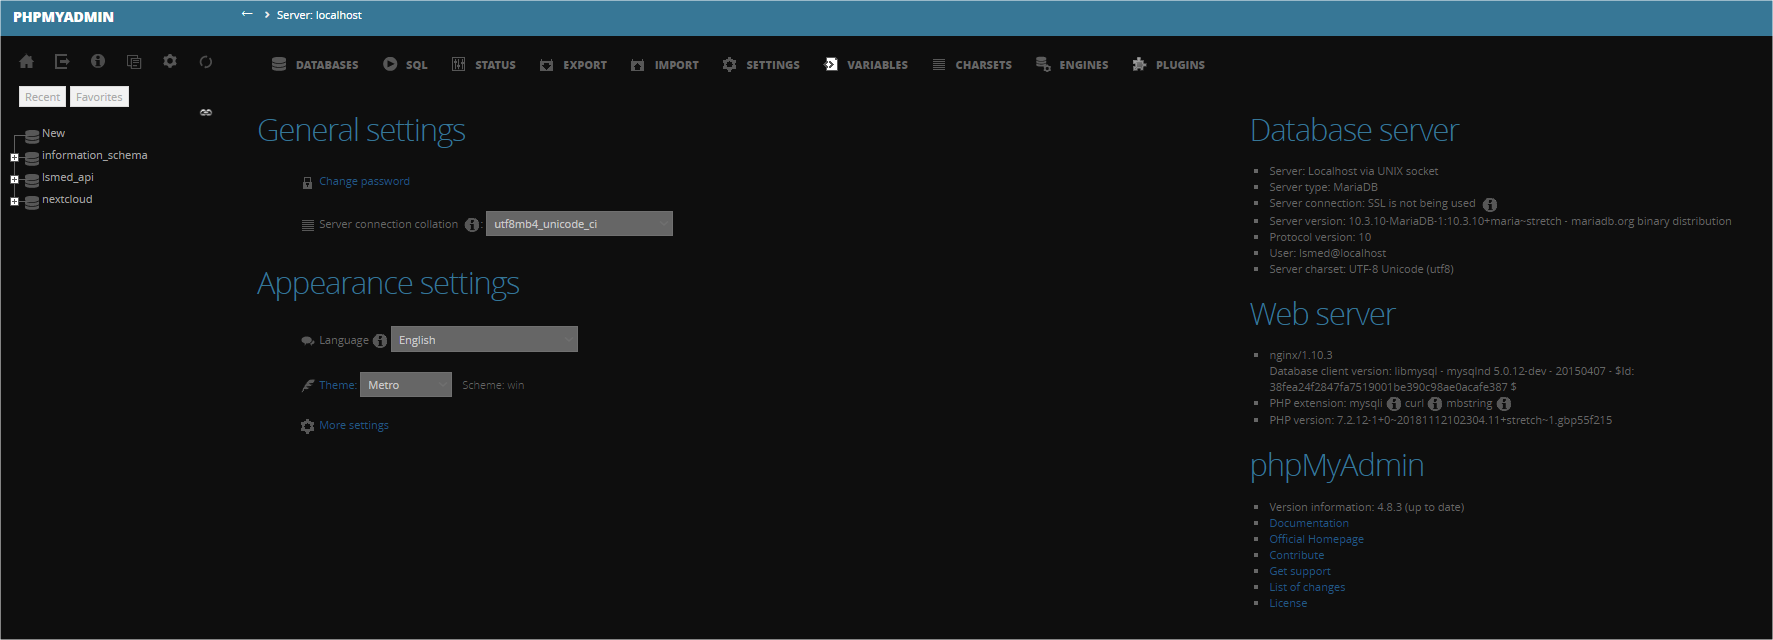 PHPMYADMIN
← › Server: localhost
DATABASES SQL STATUS EXPORT IMPORT SETTINGS VARIABLES CHARSETS ENGINES PLUGINS
Recent Favorites
New
information_schema
lsmed_api
nextcloud
General settings
Change password
Server connection collation : utf8mb4_unicode_ci
Appearance settings
Language English
Theme: Metro Scheme: win
More settings
Database server
Server: Localhost via UNIX socket
Server type: MariaDB
Server connection: SSL is not being used
Server version: 10.3.10-MariaDB-1:10.3.10+maria~stretch - mariadb.org binary distribution
Protocol version: 10
User: lsmed@localhost
Server charset: UTF-8 Unicode (utf8)
Web server
nginx/1.10.3
Database client version: libmysql - mysqlnd 5.0.12-dev - 20150407 - $Id:
38fea24f2847fa7519001be390c98ae0acafe387 $
PHP extension: mysqli curl mbstring
PHP version: 7.2.12-1+0~20181112102304.11+stretch~1.gbp55f215
phpMyAdmin
Version information: 4.8.3 (up to date)
Documentation
Official Homepage
Contribute
Get support
List of changes
License